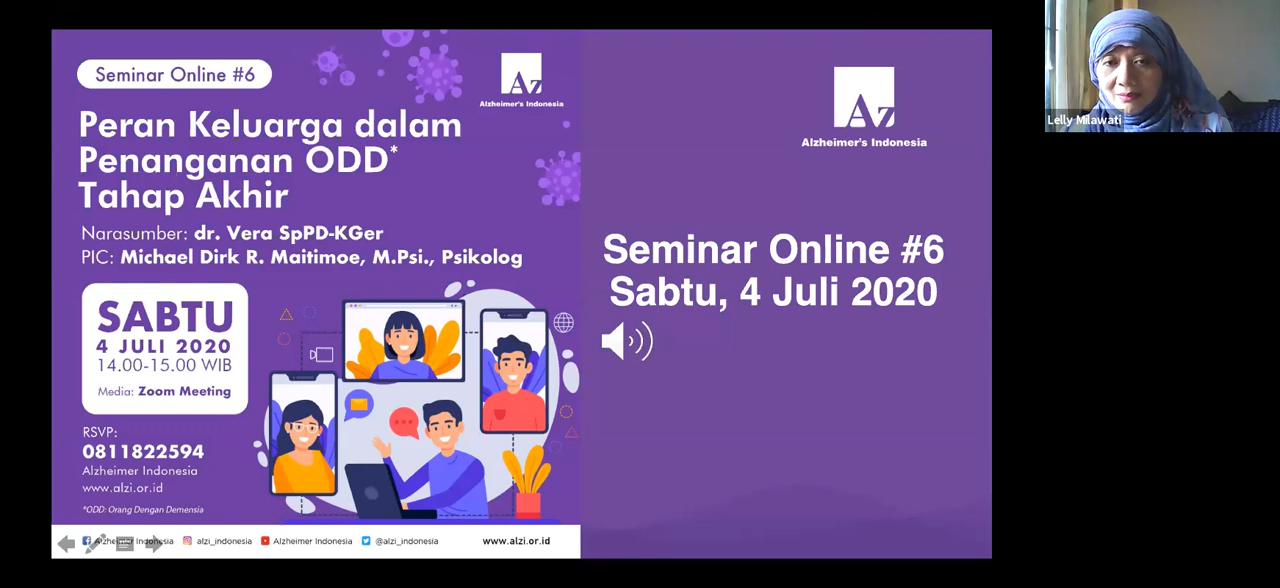 Seminar Online #6
Az
Alzheimer's Indonesia
Peran Keluarga dalam
Penanganan ODD*
Tahap Akhir
Narasumber: dr. Vera SpPD-KGer
PIC: Michael Dirk R. Maitimoe, M.Psi., Psikolog
SABTU
4 JULI 2020
14.00-15.00 WIB
Media: Zoom Meeting
RSVP:
0811822594
Alzheimer Indonesia
www.alzi.or.id
*ODD: Orang Dengan Demensia
Alzheimer Indonesia alzi_indonesia Alzheimer Indonesia @alzi_indonesia www.alzi.or.id
Az
Alzheimer's Indonesia
Seminar Online #6
Sabtu, 4 Juli 2020
Lelly Milawati